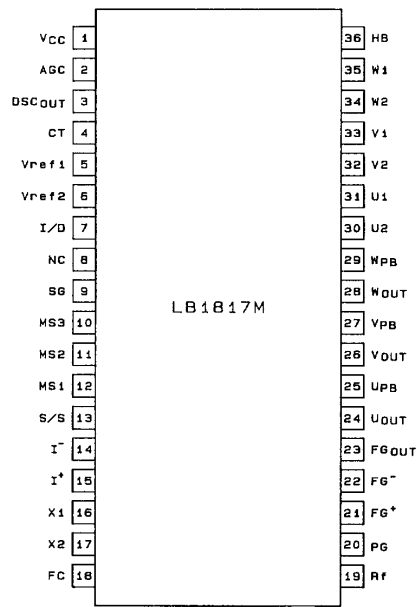 VCC 1 36 HB
AGC 2 35 W1
DSCOUT 3 34 W2
CT 4 33 V1
Vref1 5 32 V2
Vref2 6 31 U1
I/D 7 30 U2
NC 8 29 WPB
SG 9 28 WOUT
LB1817M
MS3 10 27 VPB
MS2 11 26 VOUT
MS1 12 25 UPB
S/S 13 24 UOUT
I- 14 23 FGOUT
I+ 15 22 FG-
X1 16 21 FG+
X2 17 20 PG
FC 18 19 Rf